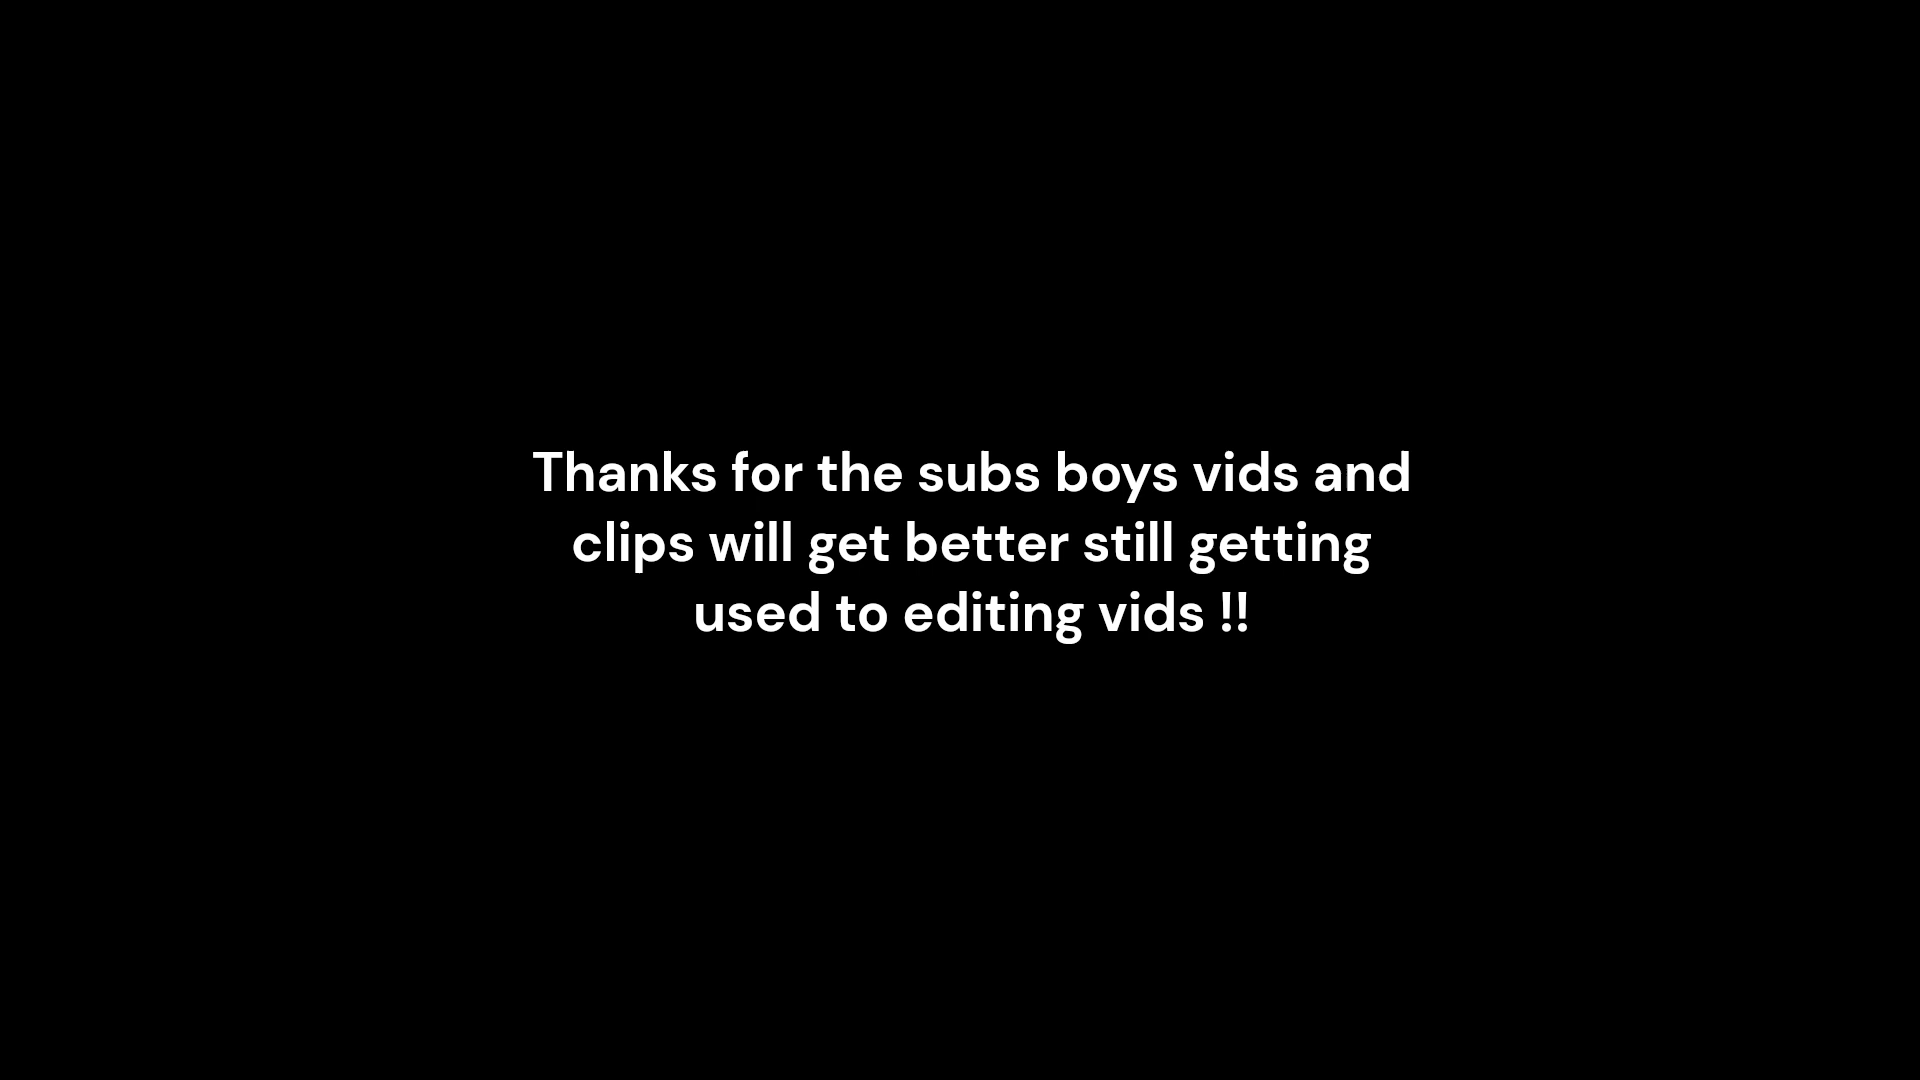 Thanks for the subs boys vids and
clips will get better still getting
used to editing vids !!